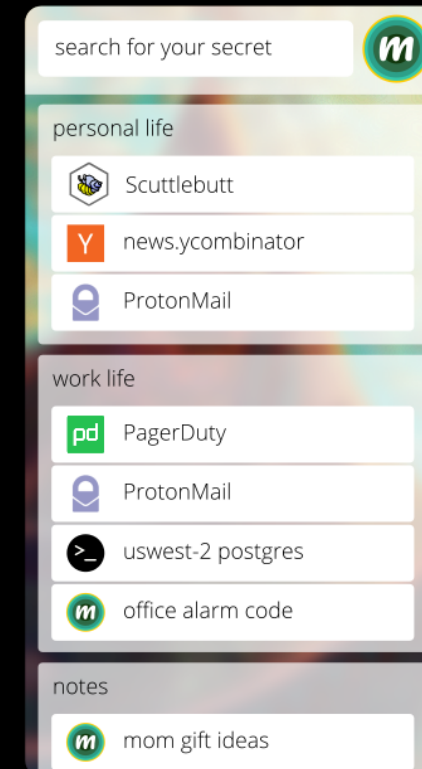 search for your secret
m
personal life
Scuttlebutt
Y news.ycombinator
ProtonMail
work life
pd PagerDuty
ProtonMail
>_ uswest-2 postgres
m office alarm code
notes
m mom gift ideas